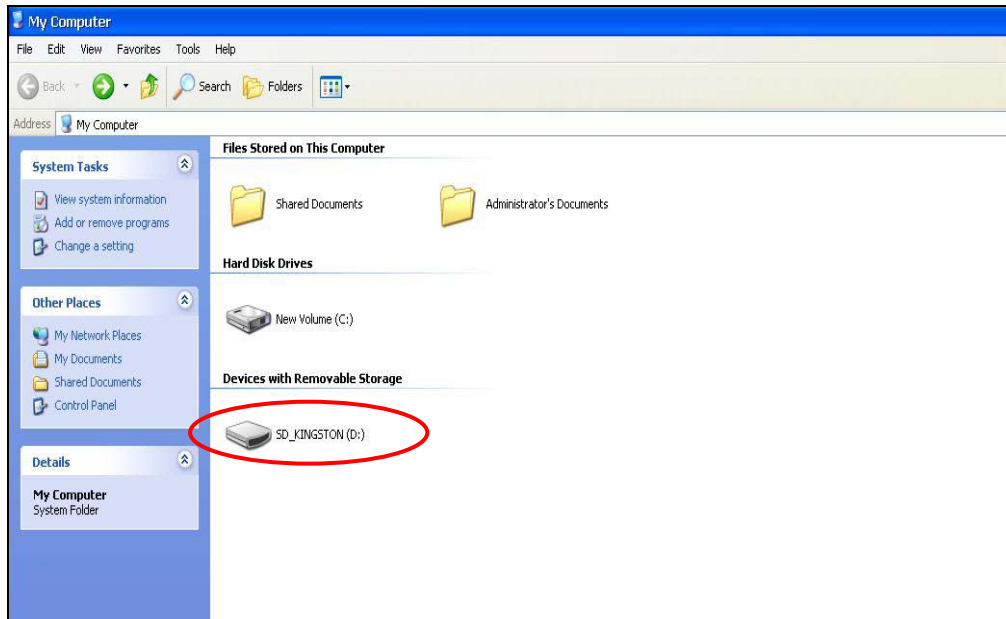 My Computer
File Edit View Favorites Tools Help
Back Search Folders
Address My Computer
System Tasks
View system information
Add or remove programs
Change a setting
Other Places
My Network Places
My Documents
Shared Documents
Control Panel
Details
My Computer
System Folder
Files Stored on This Computer
Shared Documents Administrator's Documents
Hard Disk Drives
New Volume (C:)
Devices with Removable Storage
SD_KINGSTON (D:)